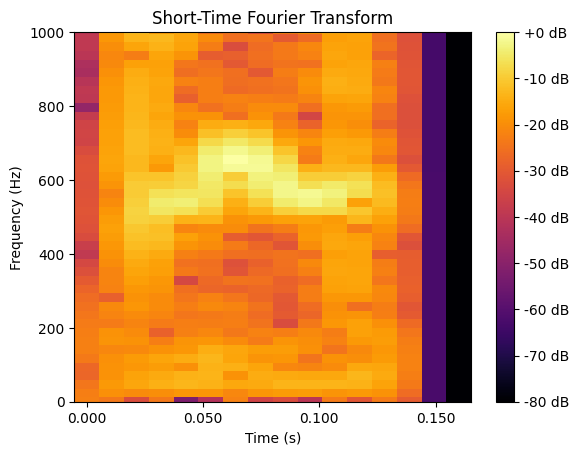 Short-Time Fourier Transform
1000
800
600
400
200
0
Frequency (Hz)
0.000
0.050
0.100
0.150
Time (s)
+0 dB
-10 dB
-20 dB
-30 dB
-40 dB
-50 dB
-60 dB
-70 dB
-80 dB